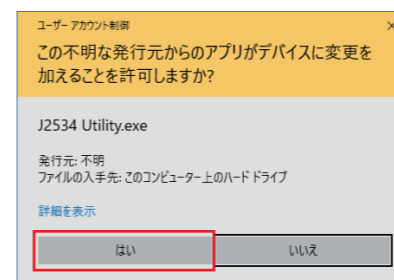 ユーザー アカウント制御
×
この不明な発行元からのアプリがデバイスに変更を
加えることを許可しますか?
J2534 Utility.exe
発行元: 不明
ファイルの入手先: このコンピューター上のハード ドライブ
詳細を表示
はい
いいえ